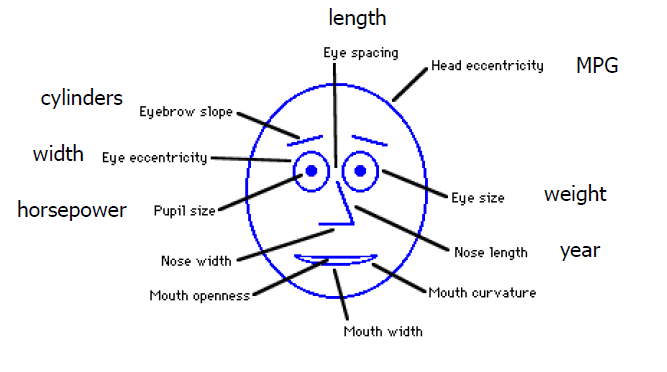 length
Eye spacing
Head eccentricity
MPG
cylinders
Eyebrow slope
width
Eye eccentricity
horsepower
Pupil size
Eye size
weight
Nose width
Nose length
year
Mouth openness
Mouth curvature
Mouth width